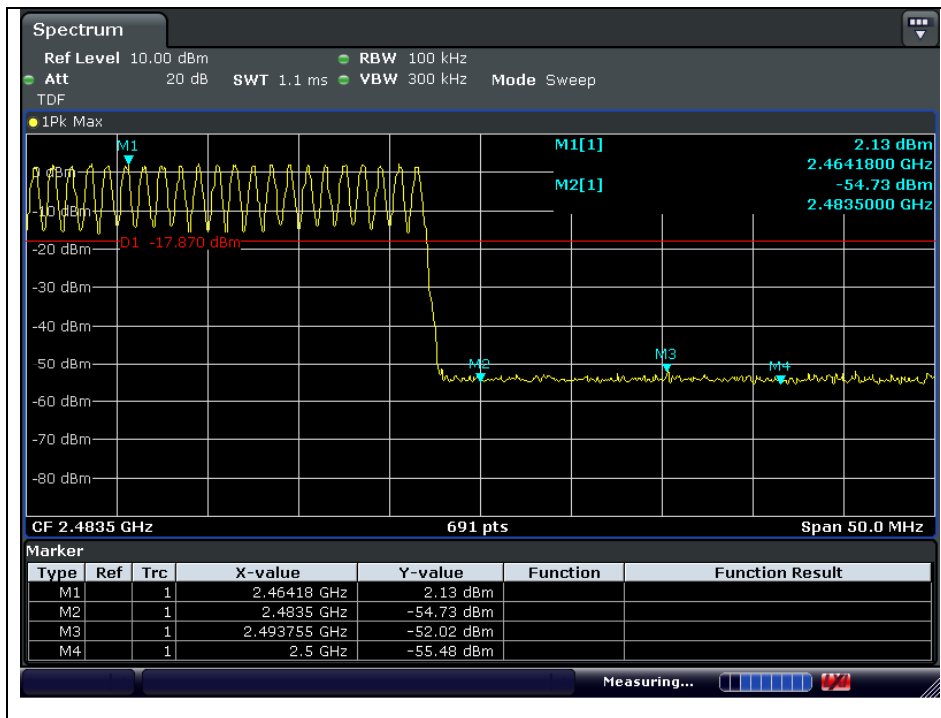 Spectrum
Ref Level 10.00 dBm RBW 100 kHz
Att 20 dB SWT 1.1 ms VBW 300 kHz Mode Sweep
TDF
1Pk Max
M1
M1[1] 2.13 dBm
2.4641800 GHz
M2[1] -54.73 dBm
2.4835000 GHz
0 dBm
-10 dBm
D1 -17.870 dBm
-20 dBm
-30 dBm
-40 dBm
-50 dBm
M2 M3 M4
-60 dBm
-70 dBm
-80 dBm
CF 2.4835 GHz 691 pts Span 50.0 MHz
Marker
Type Ref Trc X-value Y-value Function Function Result
M1 1 2.46418 GHz 2.13 dBm
M2 1 2.4835 GHz -54.73 dBm
M3 1 2.493755 GHz -52.02 dBm
M4 1 2.5 GHz -55.48 dBm
Measuring...